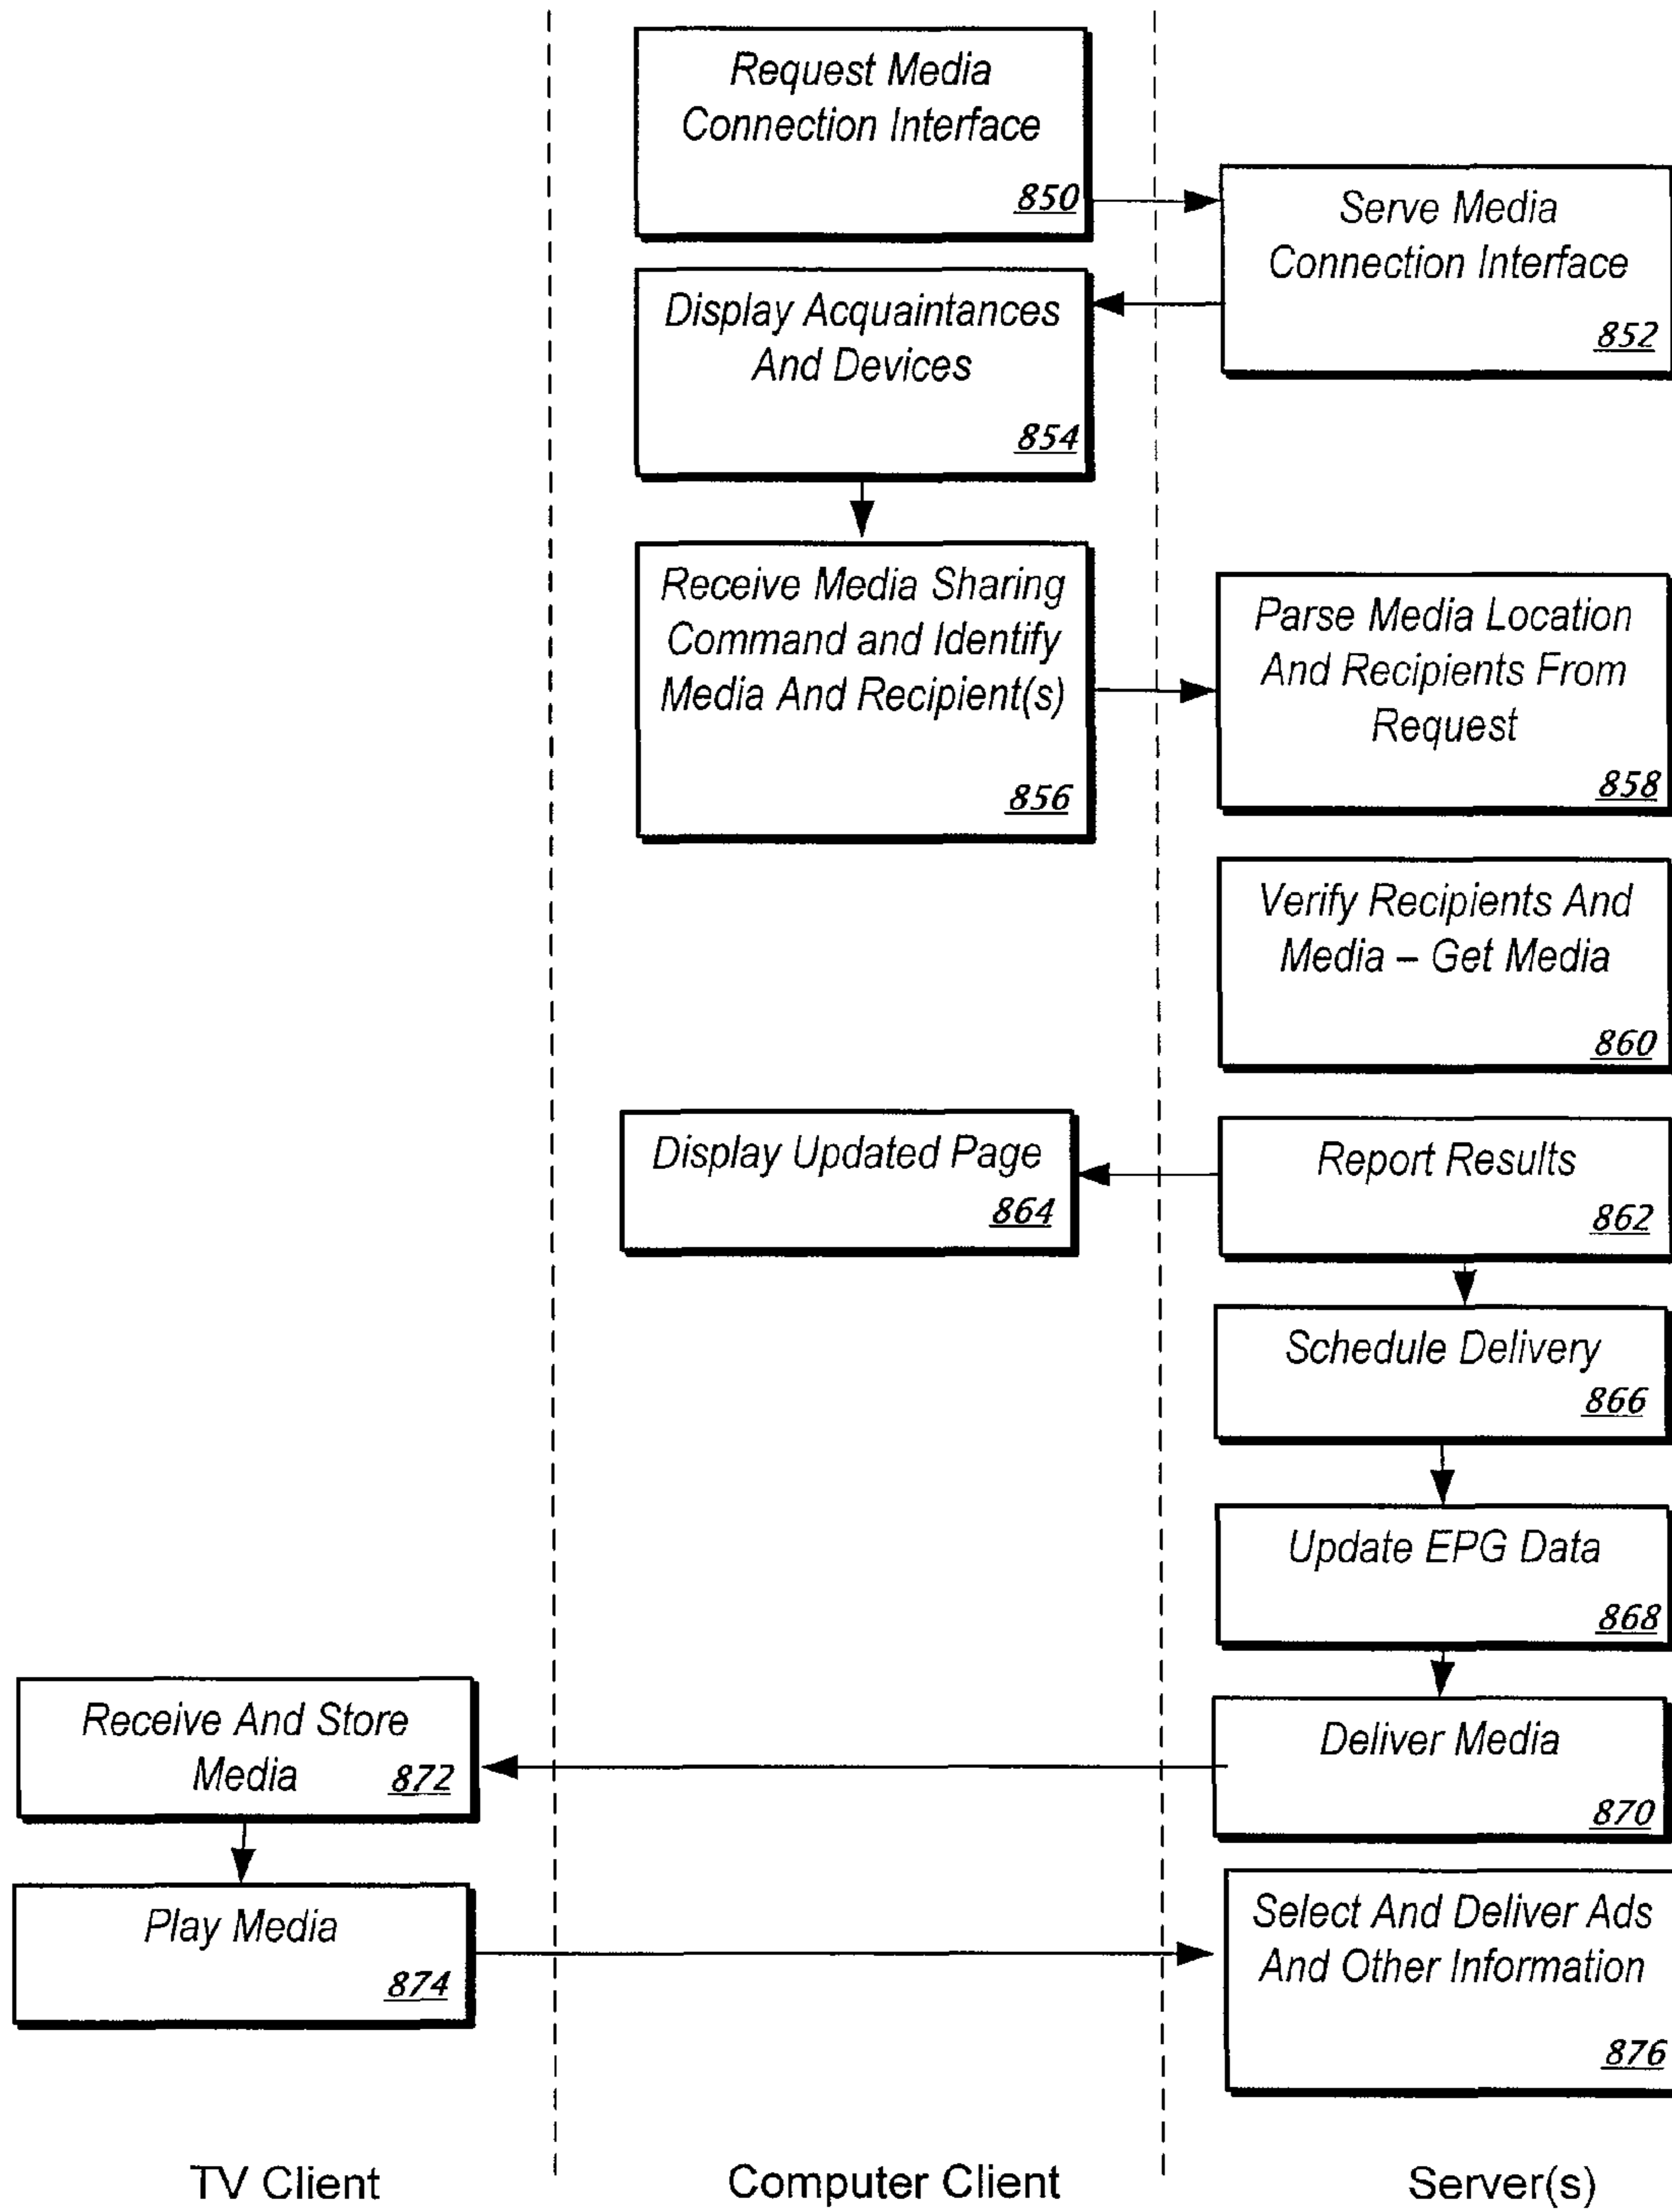 Request Media
Connection Interface
850
Serve Media
Connection Interface
852
Display Acquaintances
And Devices
854
Receive Media Sharing
Command and Identify
Media And Recipient(s)
856
Parse Media Location
And Recipients From
Request
858
Verify Recipients And
Media – Get Media
860
Display Updated Page
864
Report Results
862
Schedule Delivery
866
Update EPG Data
868
Receive And Store
Media 872
Deliver Media
870
Play Media
874
Select And Deliver Ads
And Other Information
876
TV Client
Computer Client
Server(s)